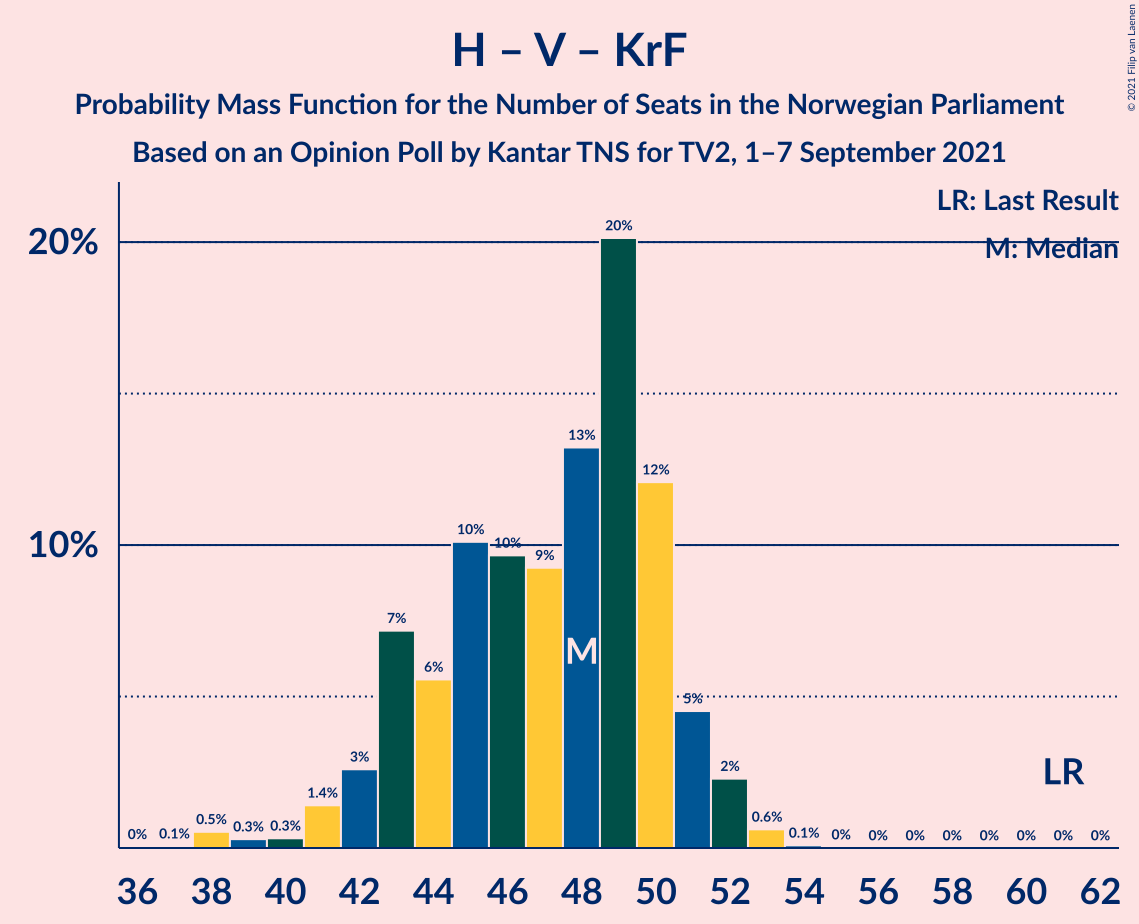 H – V – KrF
Probability Mass Function for the Number of Seats in the Norwegian Parliament
Based on an Opinion Poll by Kantar TNS for TV2, 1–7 September 2021
© 2021 Filip van Laenen
LR: Last Result
M: Median
20%
10%
0% 0.1% 0.5% 0.3% 0.3% 1.4% 3% 7% 6% 10% 10% 9% 13% 20% 12% 5% 2% 0.6% 0.1% 0% 0% 0% 0% 0% 0% 0% 0%
M
LR
36 38 40 42 44 46 48 50 52 54 56 58 60 62